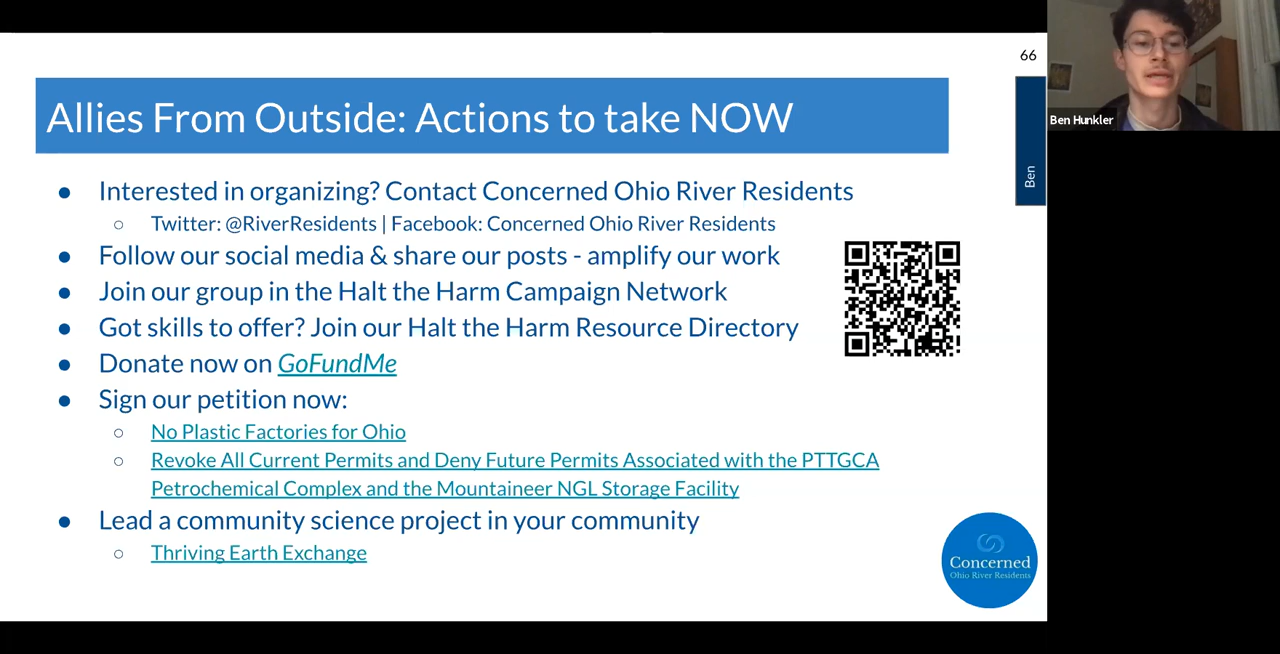 66
Allies From Outside: Actions to take NOW
Ben
Ben Hunkler
● Interested in organizing? Contact Concerned Ohio River Residents
○ Twitter: @RiverResidents | Facebook: Concerned Ohio River Residents
● Follow our social media & share our posts - amplify our work
● Join our group in the Halt the Harm Campaign Network
● Got skills to offer? Join our Halt the Harm Resource Directory
● Donate now on GoFundMe
● Sign our petition now:
○ No Plastic Factories for Ohio
○ Revoke All Current Permits and Deny Future Permits Associated with the PTTGCA
Petrochemical Complex and the Mountaineer NGL Storage Facility
● Lead a community science project in your community
○ Thriving Earth Exchange
Concerned
Ohio River Residents